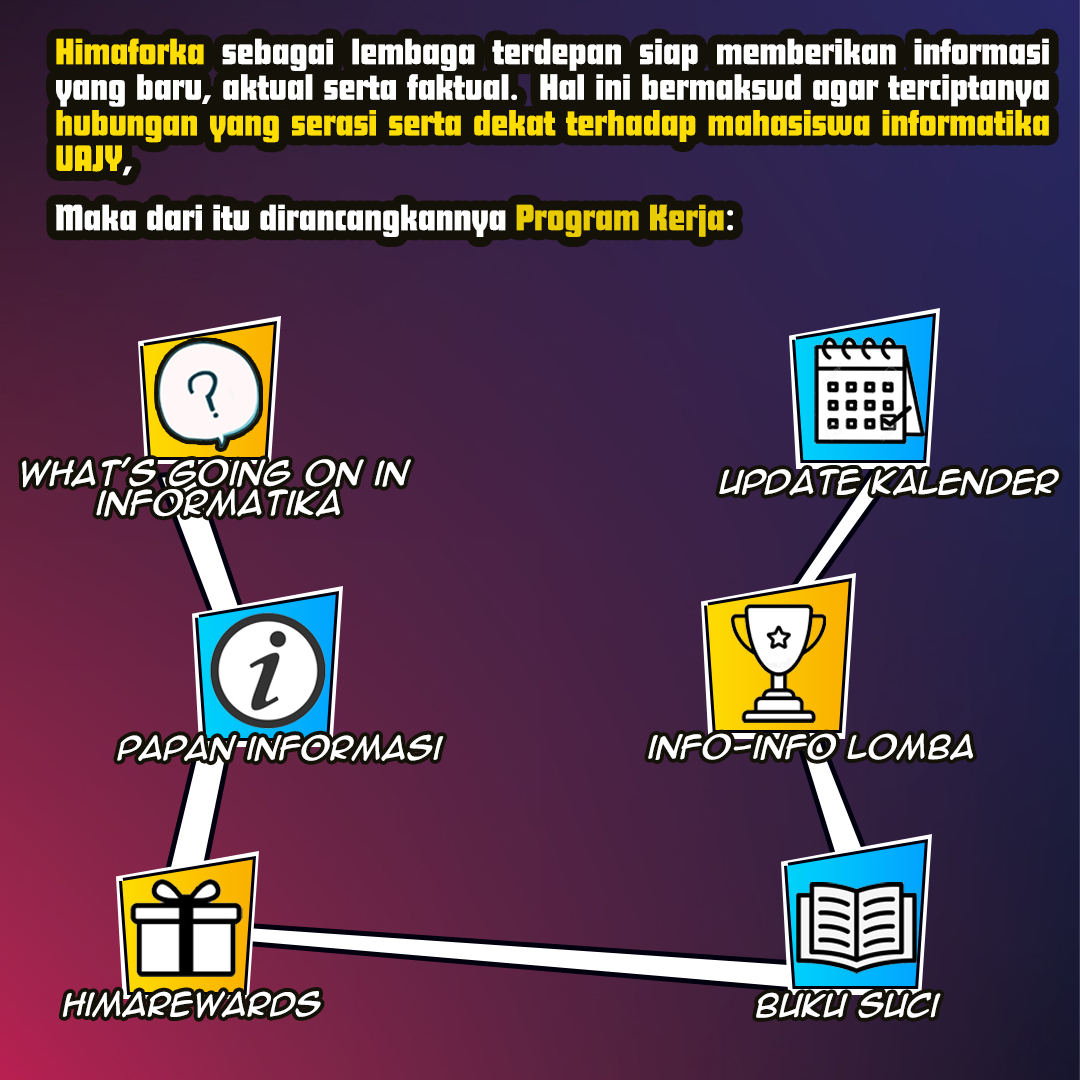 Himaforka sebagai lembaga terdepan siap memberikan informasi
yang baru, aktual serta faktual. Hal ini bermaksud agar terciptanya
hubungan yang serasi serta dekat terhadap mahasiswa informatika
UAJY,
Maka dari itu dirancangkannya Program Kerja:
WHAT'S GOING ON IN
INFORMATIKA
UPDATE KALENDER
PAPAN INFORMASI
INFO-INFO LOMBA
HIMAREWARDS
BUKU SUCI